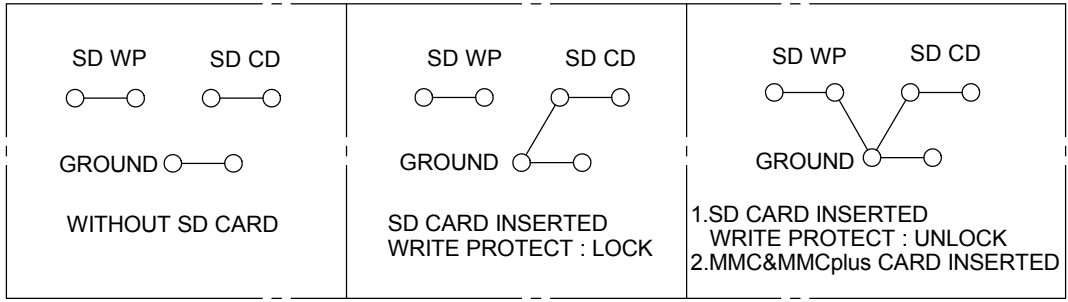 SD WP SD CD
GROUND
WITHOUT SD CARD
SD WP SD CD
GROUND
SD CARD INSERTED
WRITE PROTECT : LOCK
SD WP SD CD
GROUND
1.SD CARD INSERTED
WRITE PROTECT : UNLOCK
2.MMC&MMCplus CARD INSERTED